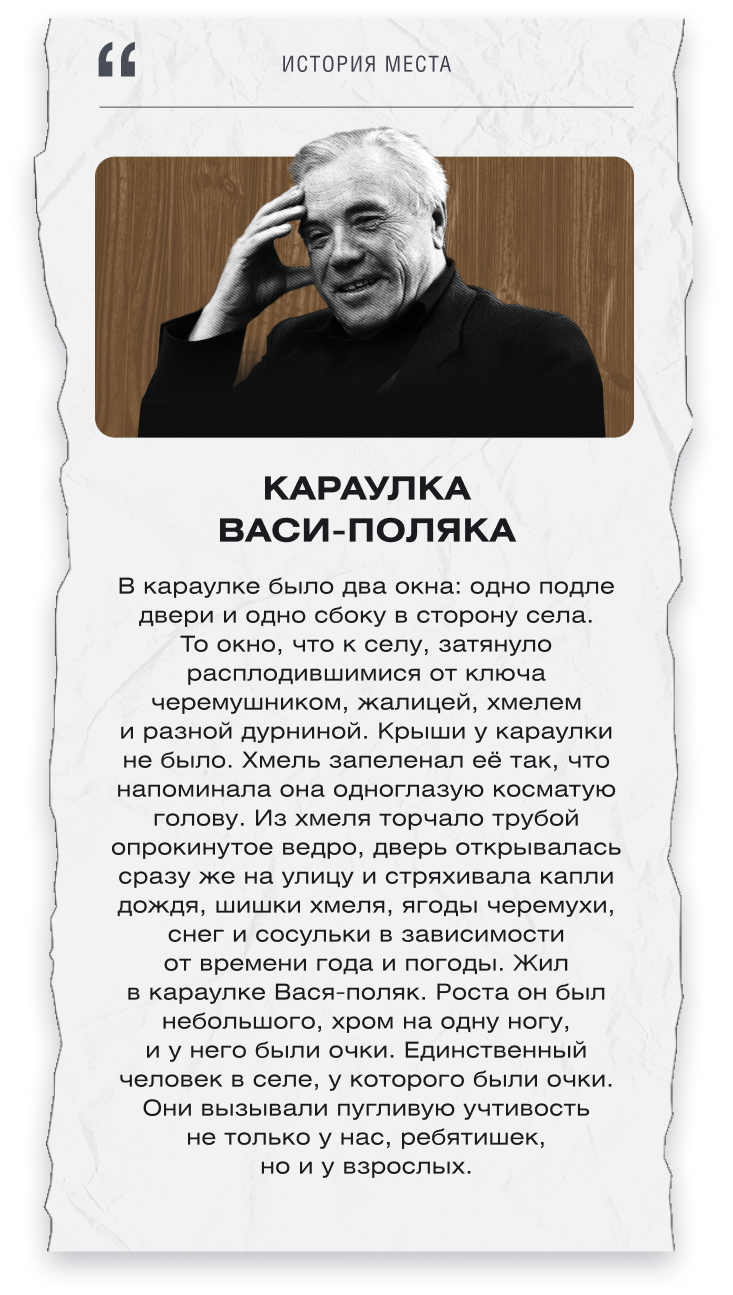 “
ИСТОРИЯ МЕСТА
КАРАУЛКА
ВАСИ-ПОЛЯКА
В караулке было два окна: одно подле
двери и одно сбоку в сторону села.
То окно, что к селу, затянуло
расплодившимися от ключа
черемушником, жалицей, хмелем
и разной дурниной. Крыши у караулки
не было. Хмель запеленал её так, что
напоминала она одноглазую косматую
голову. Из хмеля торчало трубой
опрокинутое ведро, дверь открывалась
сразу же на улицу и стряхивала капли
дождя, шишки хмеля, ягоды черемухи,
снег и сосульки в зависимости
от времени года и погоды. Жил
в караулке Вася-поляк. Роста он был
небольшого, хром на одну ногу,
и у него были очки. Единственный
человек в селе, у которого были очки.
Они вызывали пугливую учтивость
не только у нас, ребятишек,
но и у взрослых.